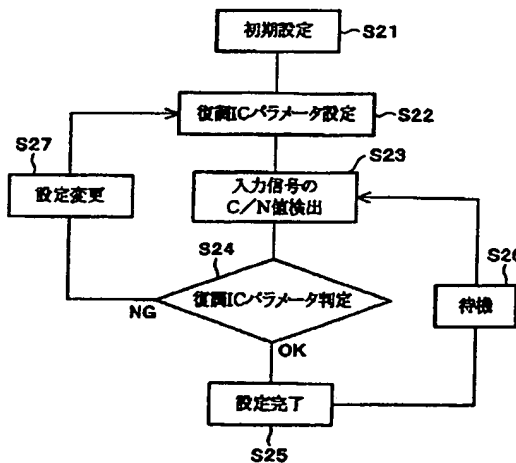 初期設定
S21
復調ICパラメータ設定
S22
S27
設定変更
S23
入力信号の
C/N値検出
S24
復調ICパラメータ判定
NG
OK
S26
待機
設定完了
S25